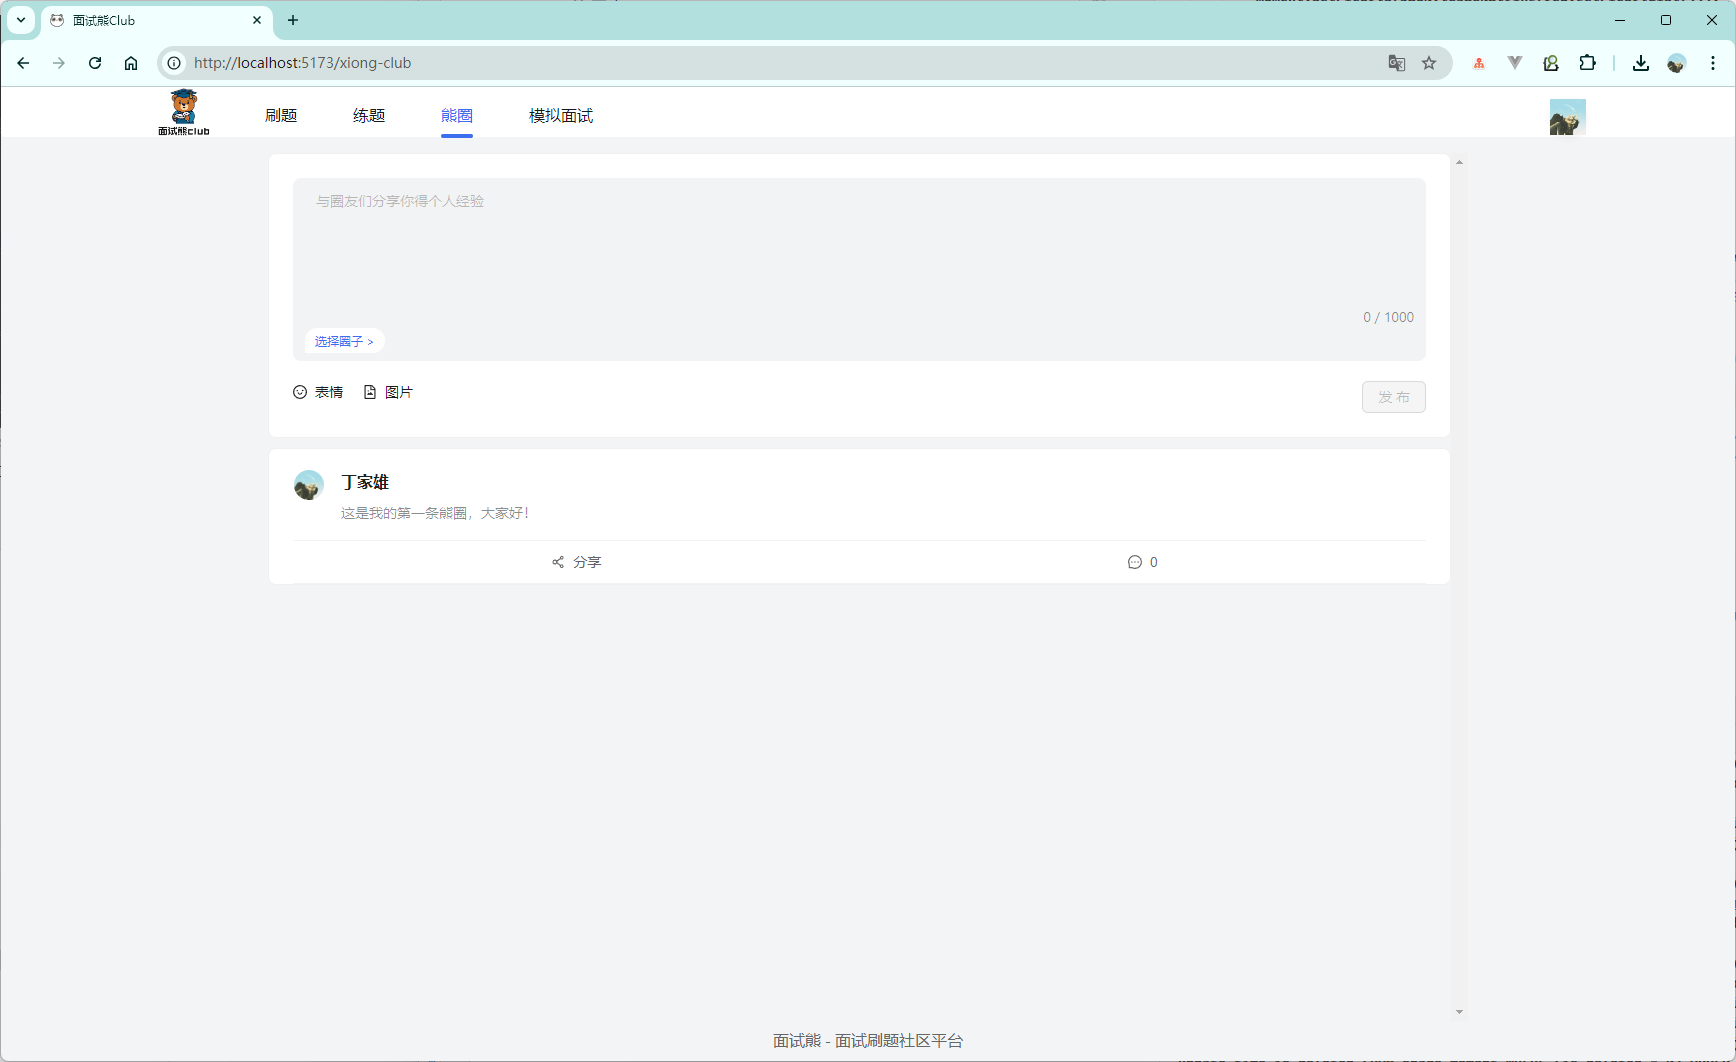 面试熊Club
http://localhost:5173/xiong-club
面试熊club
刷题
练题
熊圈
模拟面试
与圈友们分享你得个人经验
0 / 1000
选择圈子 >
表情
图片
发 布
丁家雄
这是我的第一条熊圈，大家好！
分享
0
面试熊 - 面试刷题社区平台